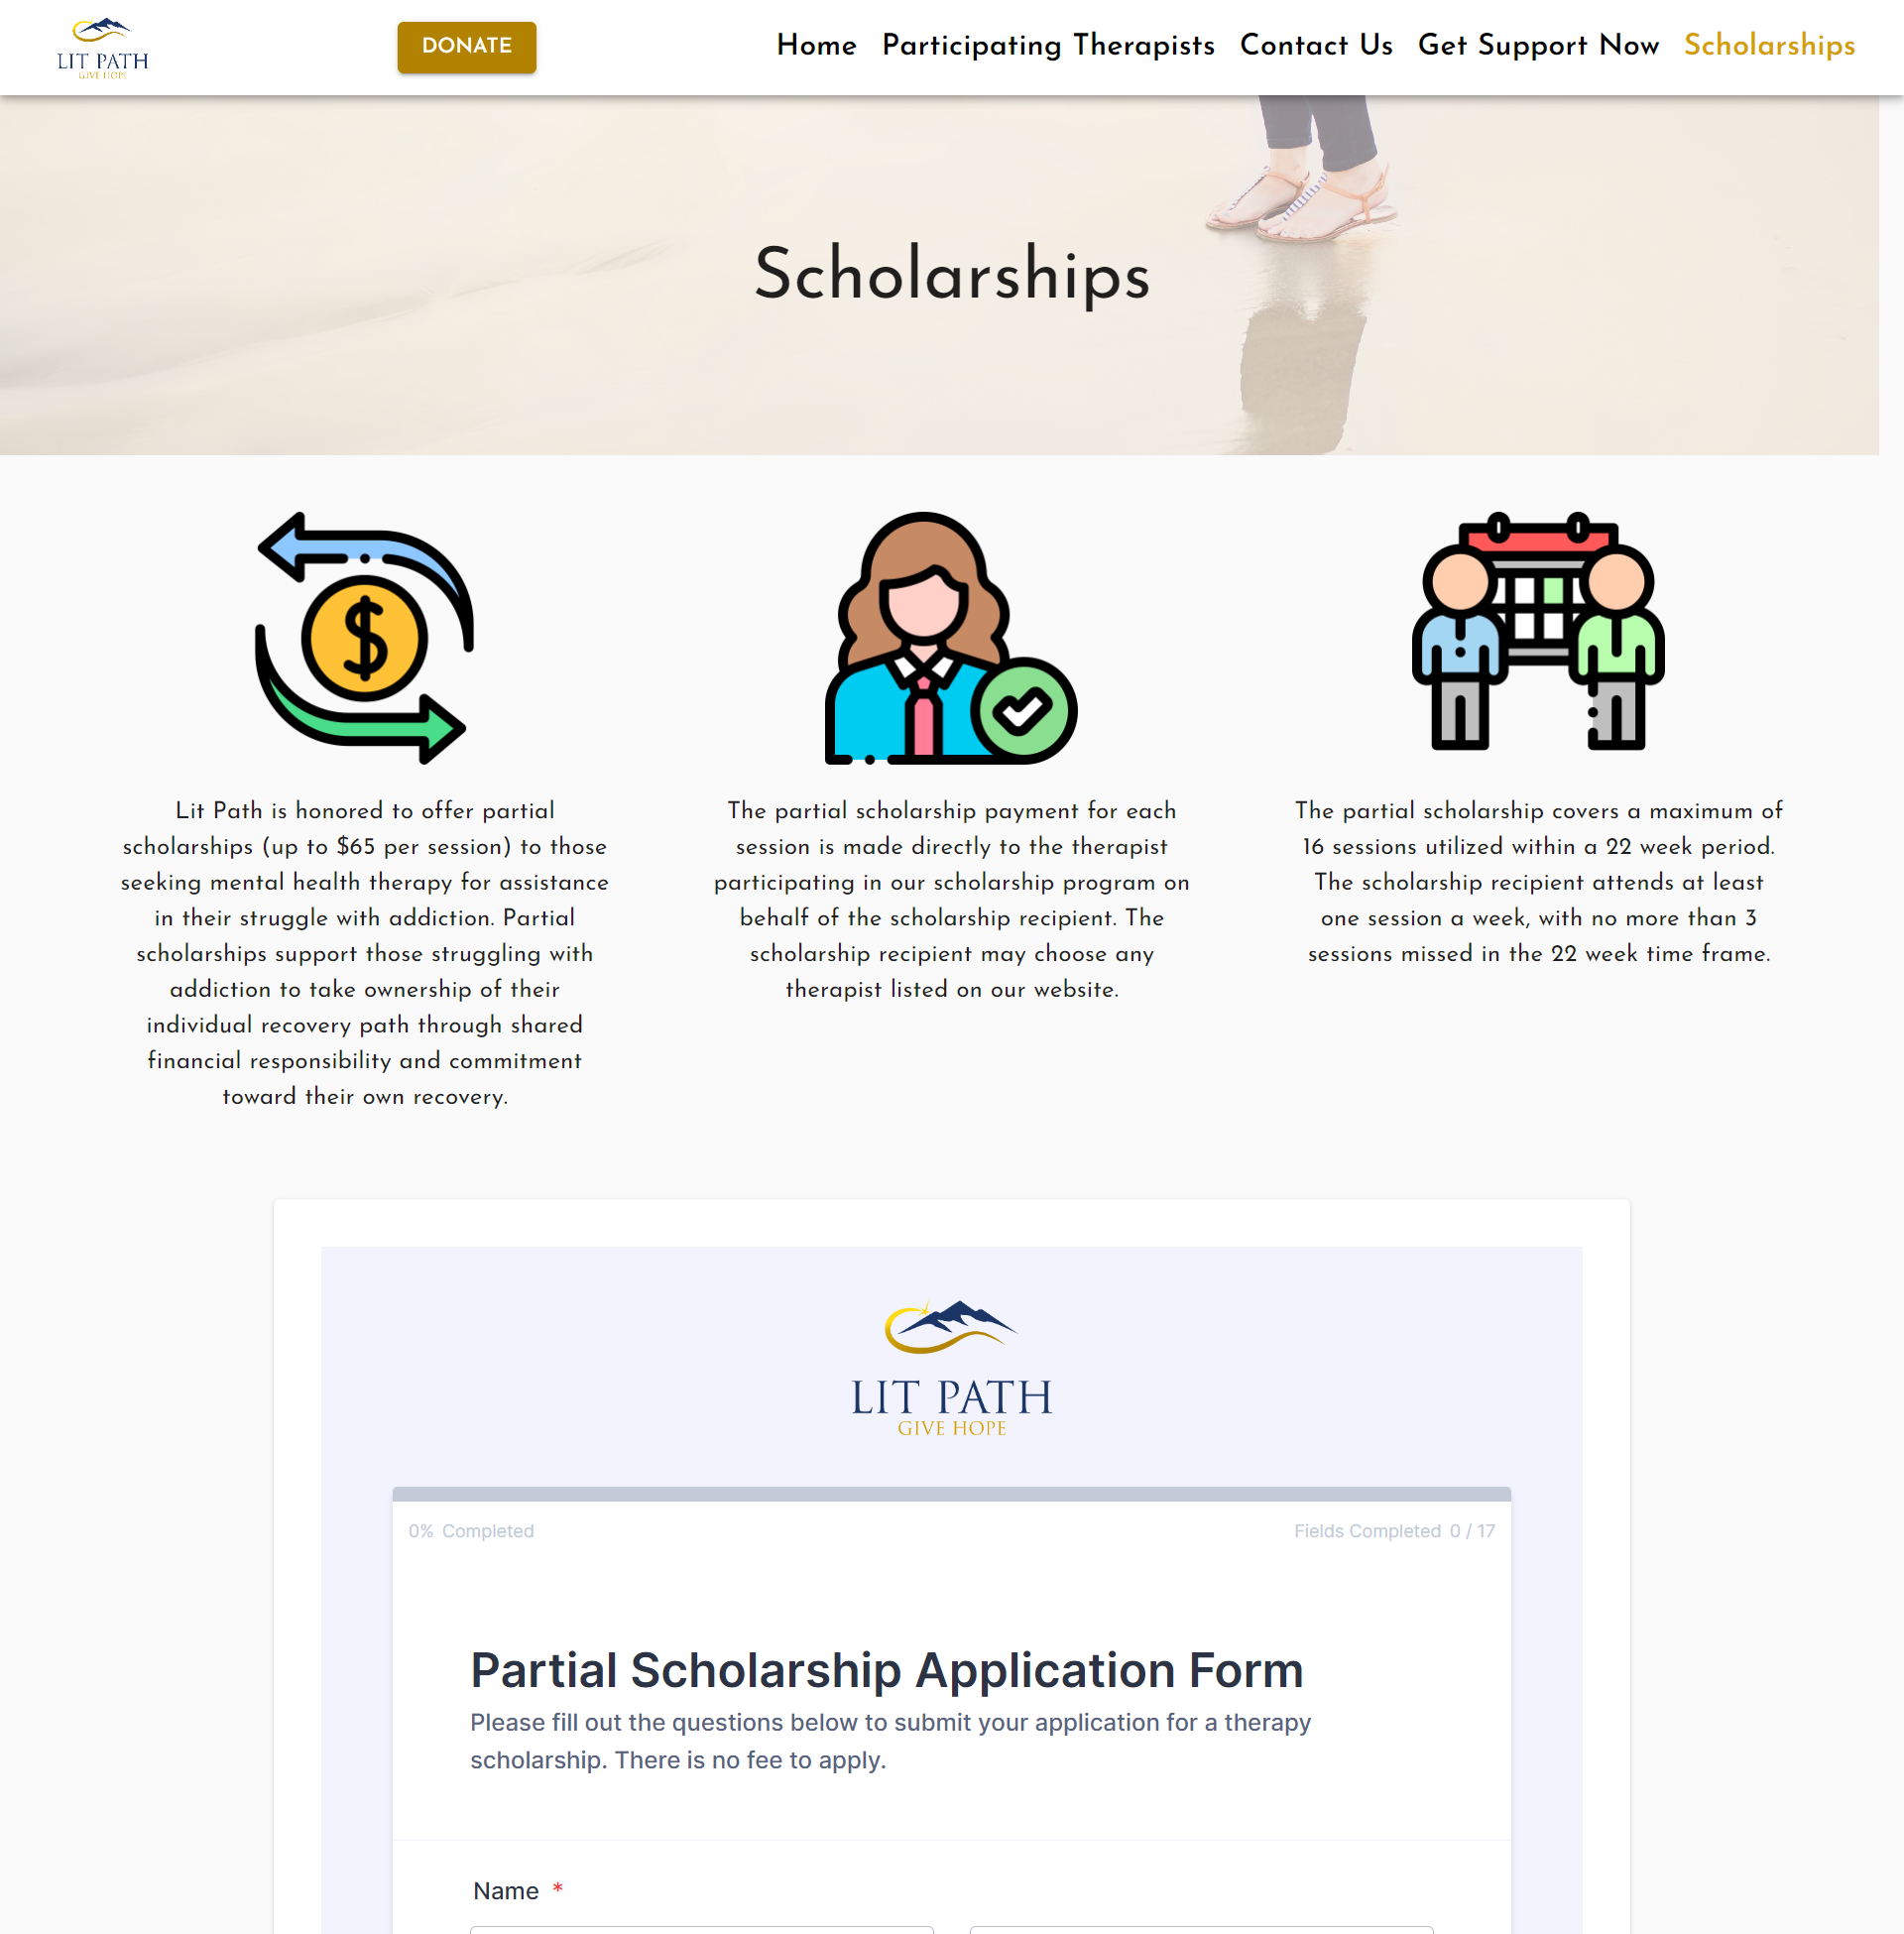 LIT PATH
GIVE HOPE
DONATE
Home Participating Therapists Contact Us Get Support Now Scholarships
Scholarships
Lit Path is honored to offer partial
scholarships (up to $65 per session) to those
seeking mental health therapy for assistance
in their struggle with addiction. Partial
scholarships support those struggling with
addiction to take ownership of their
individual recovery path through shared
financial responsibility and commitment
toward their own recovery.
The partial scholarship payment for each
session is made directly to the therapist
participating in our scholarship program on
behalf of the scholarship recipient. The
scholarship recipient may choose any
therapist listed on our website.
The partial scholarship covers a maximum of
16 sessions utilized within a 22 week period.
The scholarship recipient attends at least
one session a week, with no more than 3
sessions missed in the 22 week time frame.
LIT PATH
GIVE HOPE
0% Completed
Fields Completed 0 / 17
Partial Scholarship Application Form
Please fill out the questions below to submit your application for a therapy
scholarship. There is no fee to apply.
Name *